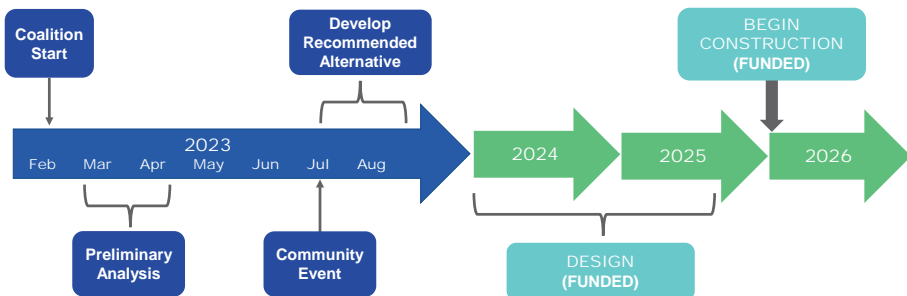 Coalition
Start
Develop
Recommended
Alternative
BEGIN
CONSTRUCTION
(FUNDED)
2023
Feb Mar Apr May Jun Jul Aug
2024
2025
2026
Preliminary
Analysis
Community
Event
DESIGN
(FUNDED)